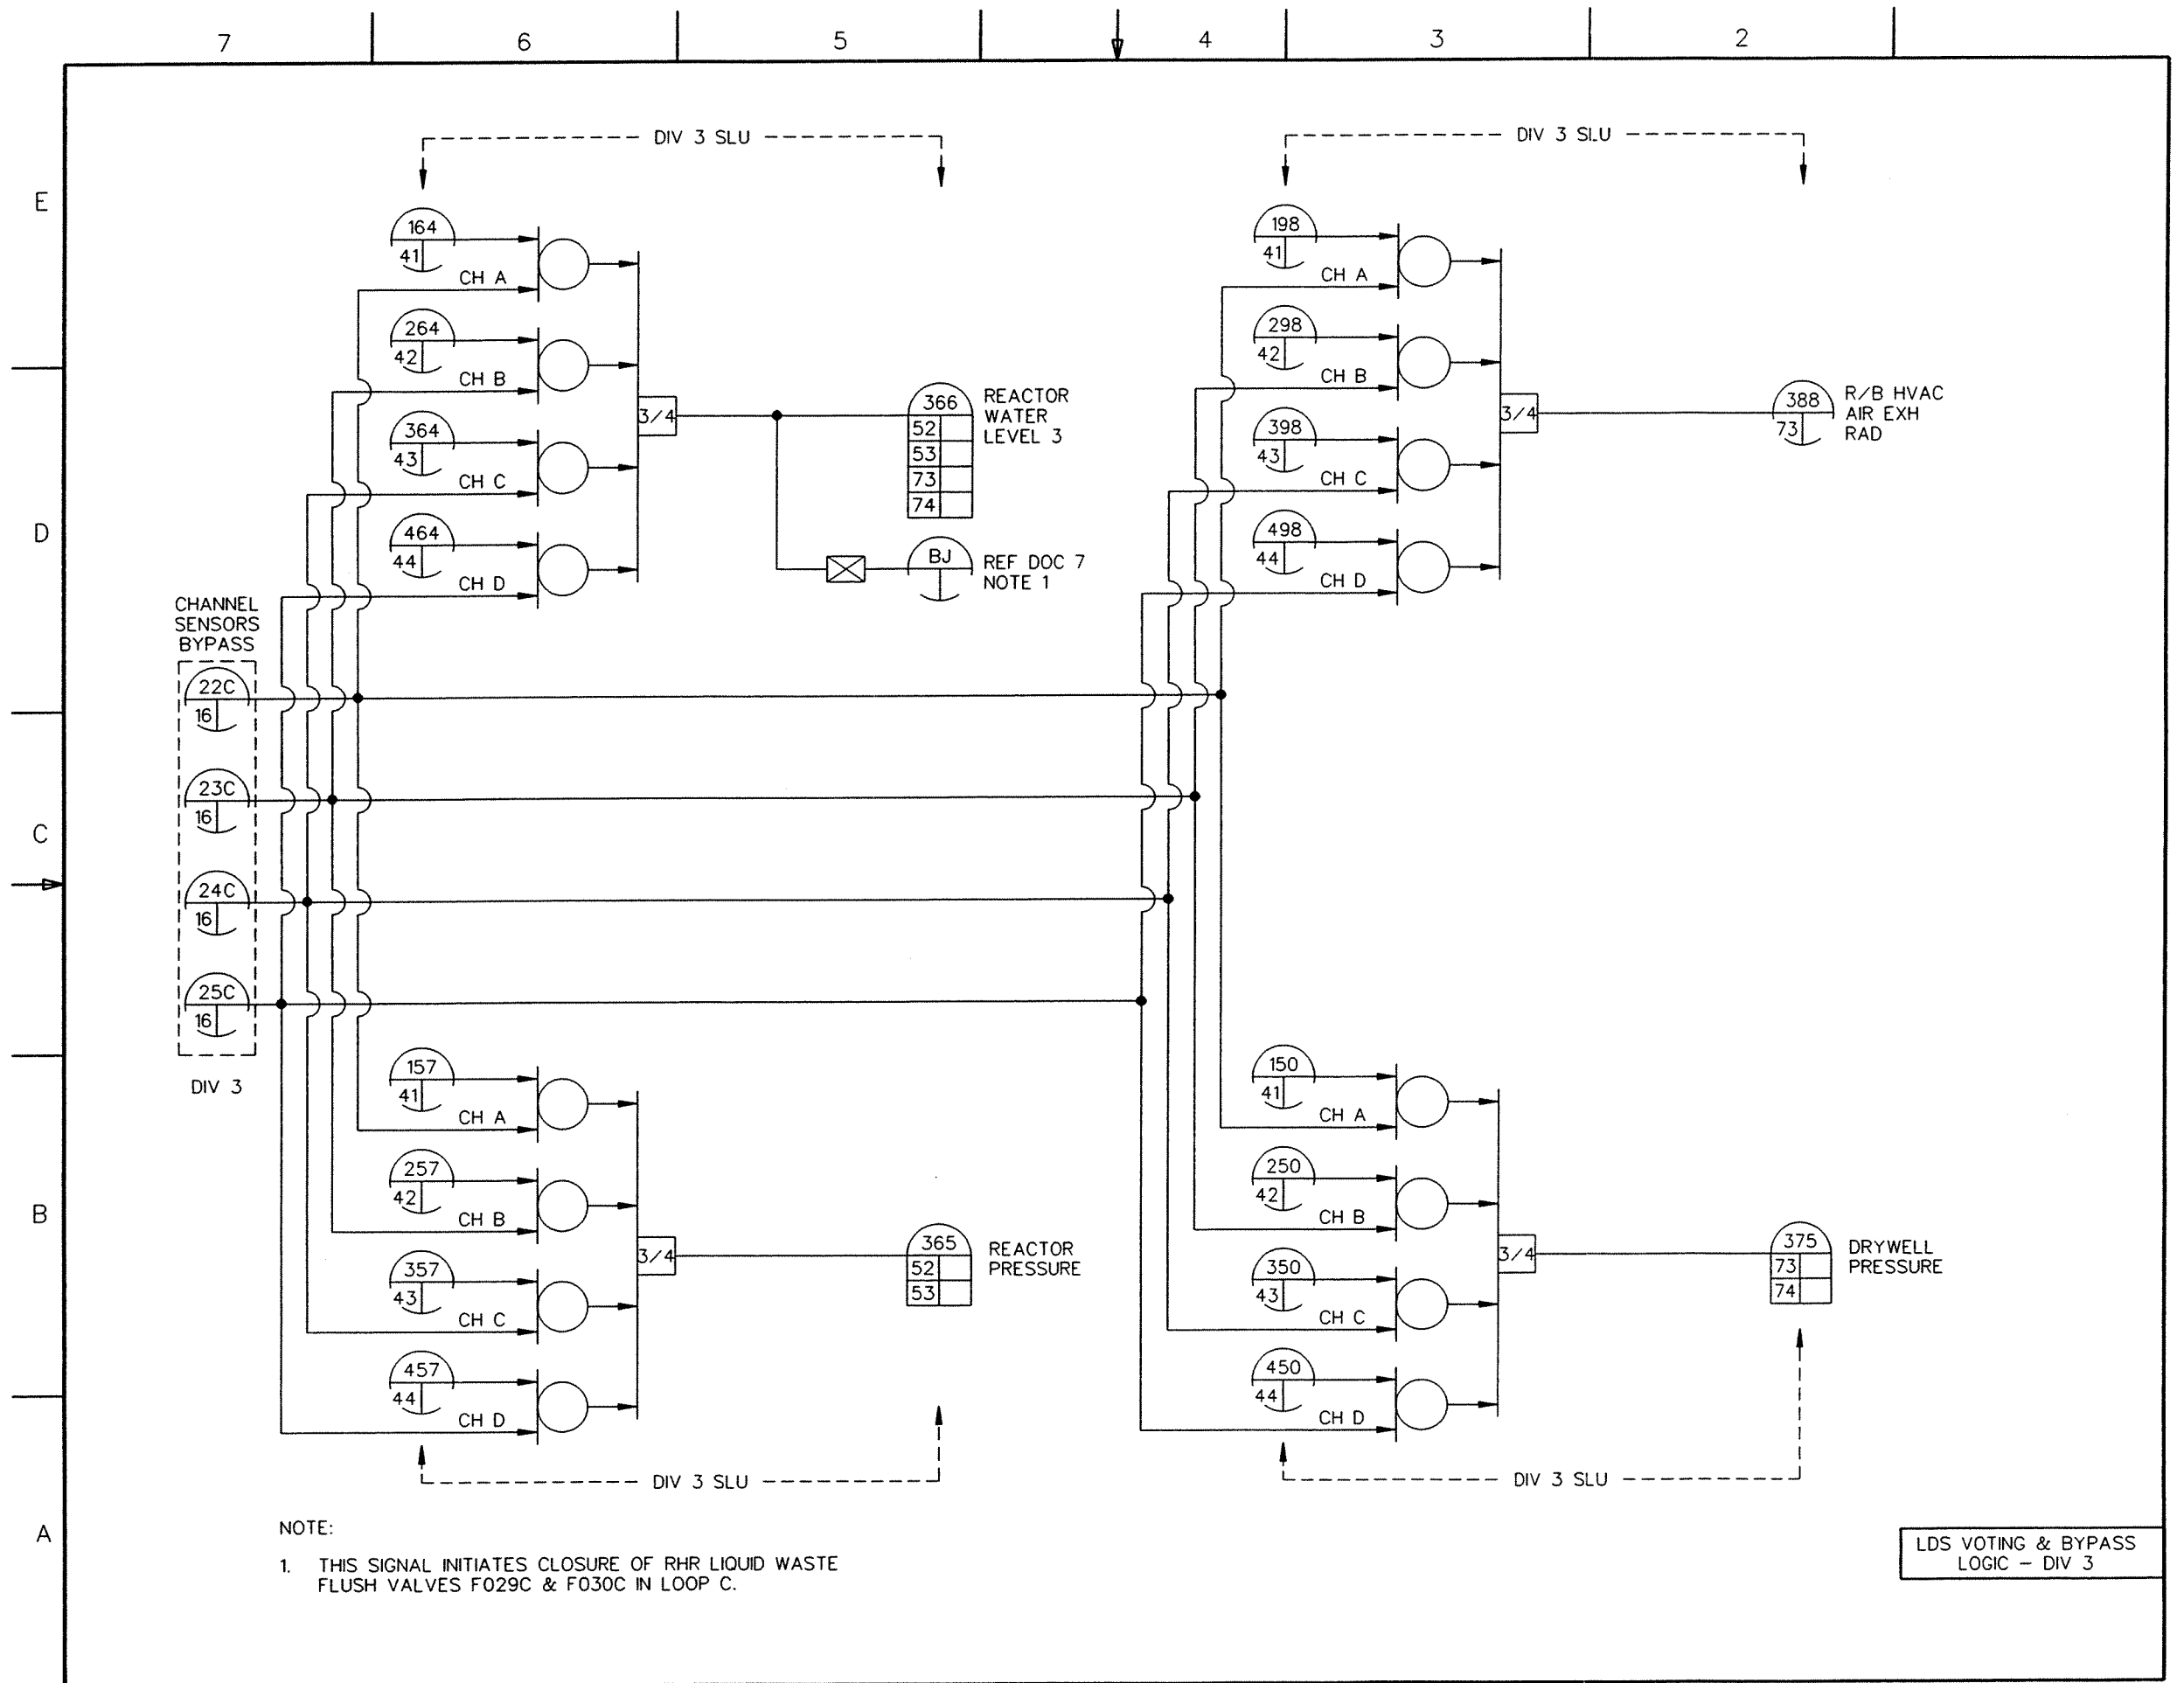 7 6 5 4 3 2
E
D
C
B
A
DIV 3 SLU
164
41
CH A
264
42
CH B
364
43
CH C
464
44
CH D
3/4
366
52
53
73
74
REACTOR
WATER
LEVEL 3
BJ
REF DOC 7
NOTE 1
DIV 3 SLU
198
41
CH A
298
42
CH B
398
43
CH C
498
44
CH D
3/4
388
73
R/B HVAC
AIR EXH
RAD
CHANNEL
SENSORS
BYPASS
22C
16
23C
16
24C
16
25C
16
DIV 3
157
41
CH A
257
42
CH B
357
43
CH C
457
44
CH D
3/4
365
52
53
REACTOR
PRESSURE
DIV 3 SLU
150
41
CH A
250
42
CH B
350
43
CH C
450
44
CH D
3/4
375
73
74
DRYWELL
PRESSURE
DIV 3 SLU
NOTE:
1. THIS SIGNAL INITIATES CLOSURE OF RHR LIQUID WASTE
FLUSH VALVES F029C & F030C IN LOOP C.
LDS VOTING & BYPASS
LOGIC – DIV 3